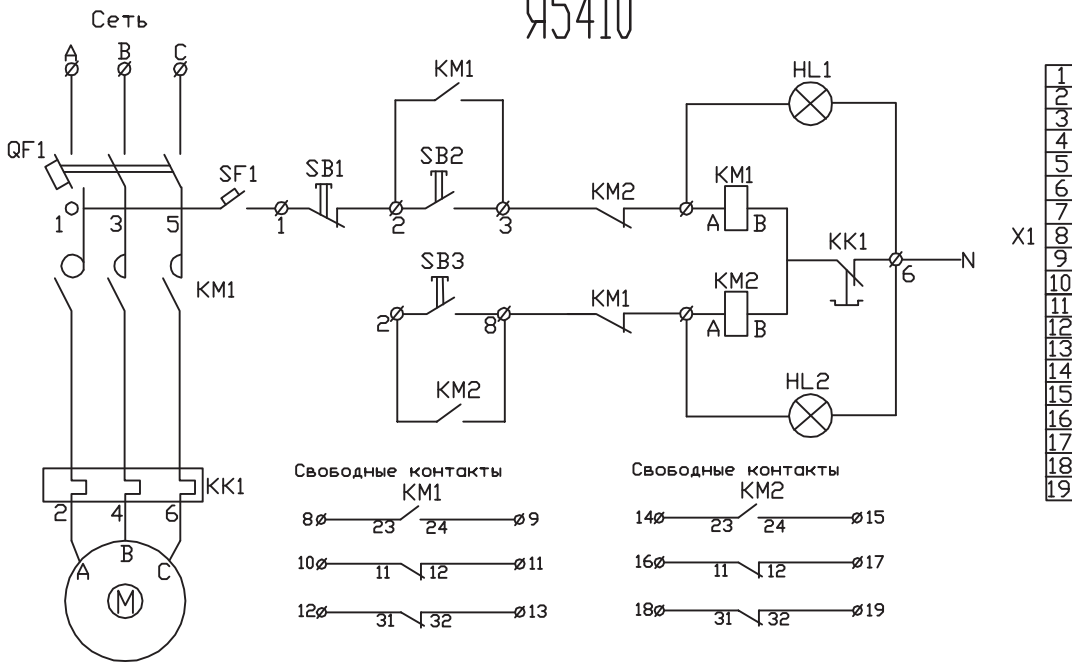 Я5410
Сеть
A B C
QF1
1 3 5
SF1
SB1
1
KM1
SB2
2 3
KM2
HL1
KM1
A B
KK1
6
N
KM1
SB3
2 8
KM1
KM2
A B
KM2
HL2
KK1
2 4 6
A B C
M
Свободные контакты
KM1
8 23 24 9
10 11 12 11
12 31 32 13
Свободные контакты
KM2
14 23 24 15
16 11 12 17
18 31 32 19
X1
1
2
3
4
5
6
7
8
9
10
11
12
13
14
15
16
17
18
19